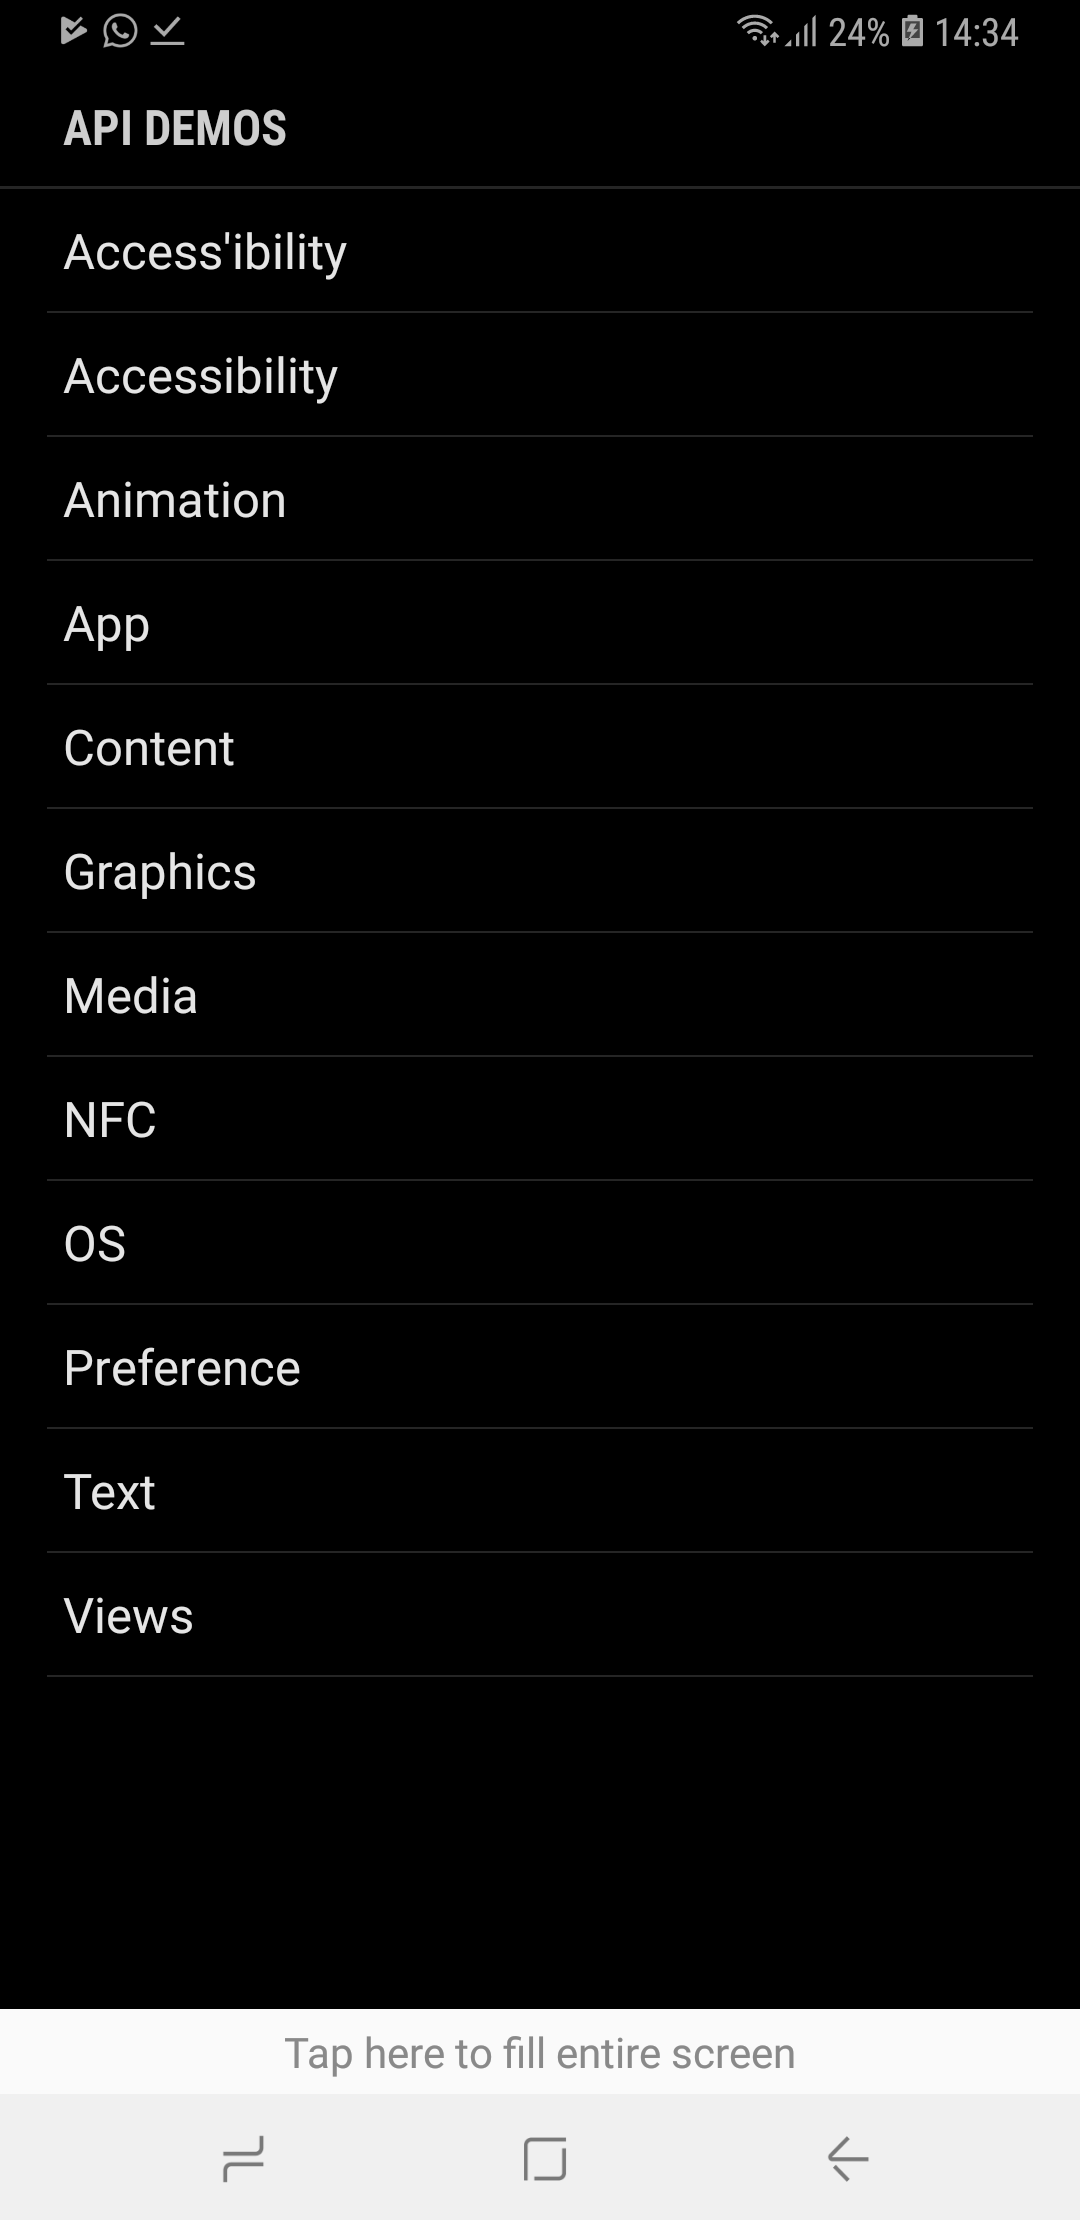 24% 14:34
API DEMOS
Access'ibility
Accessibility
Animation
App
Content
Graphics
Media
NFC
OS
Preference
Text
Views
Tap here to fill entire screen